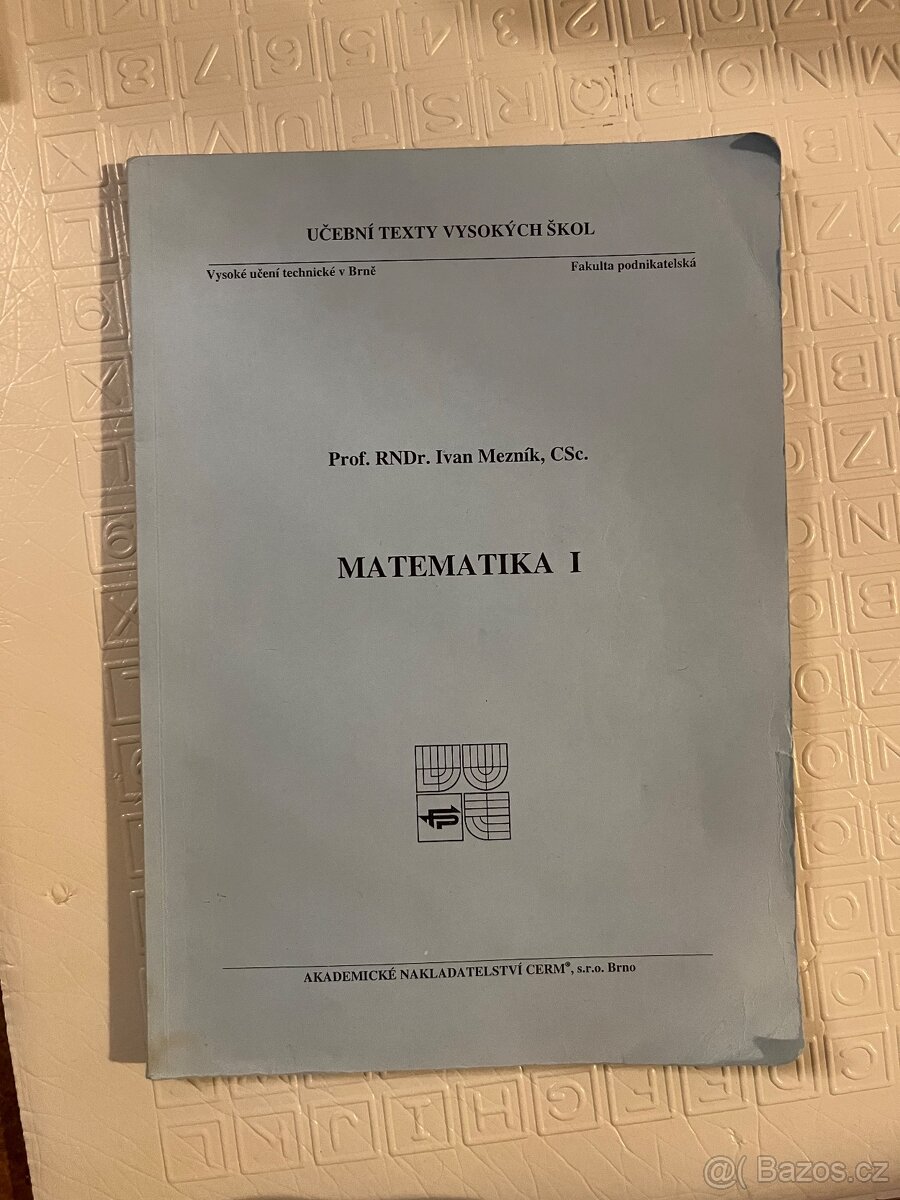 UČEBNÍ TEXTY VYSOKÝCH ŠKOL
Vysoké učení technické v Brně Fakulta podnikatelská
Prof. RNDr. Ivan Mezník, CSc.
MATEMATIKA I
AKADEMICKÉ NAKLADATELSTVÍ CERM®, s.r.o. Brno
@( Bazos.cz